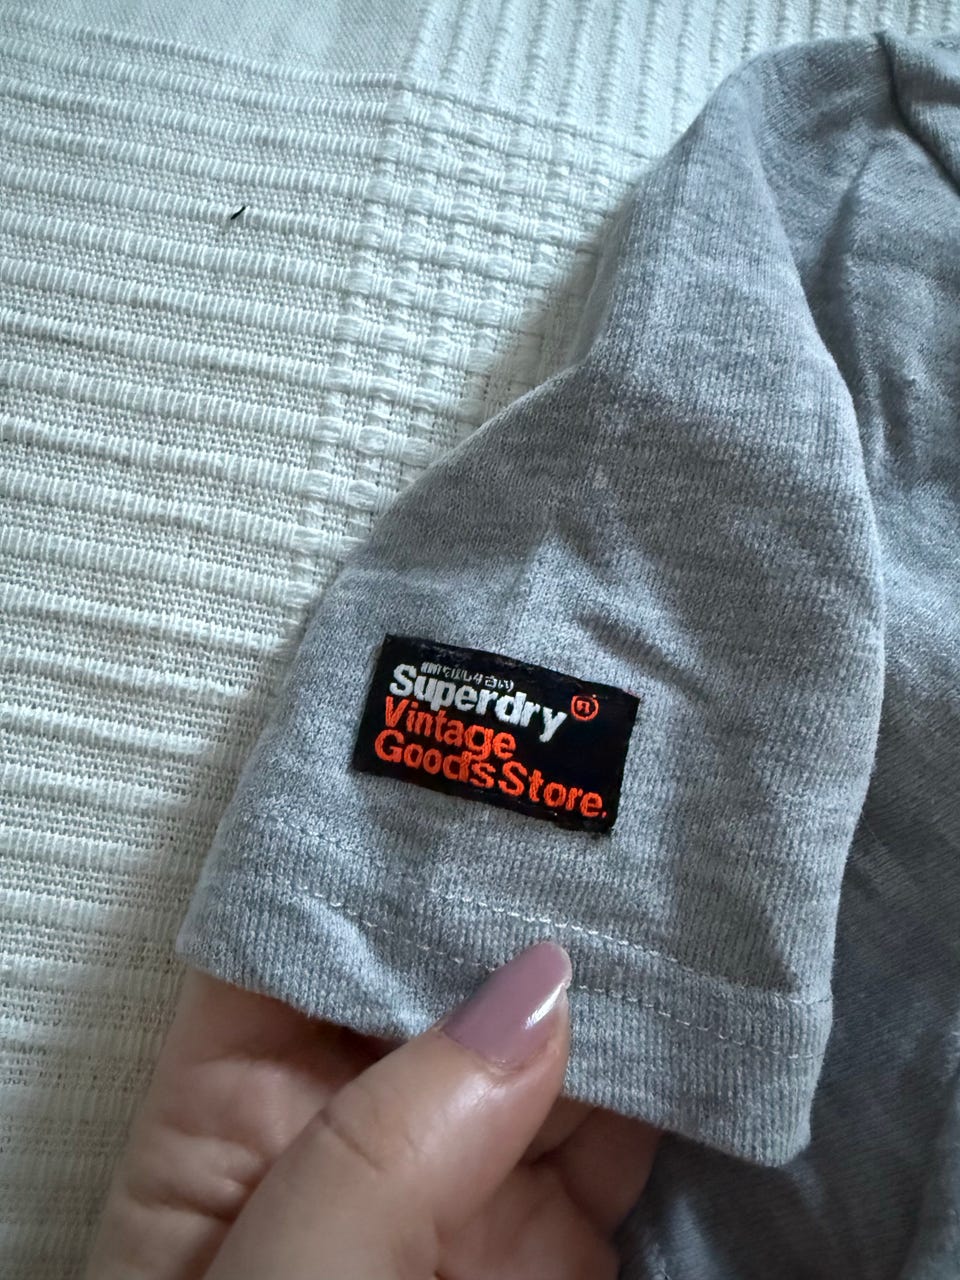 Superdry ®
Vintage
Goods Store.